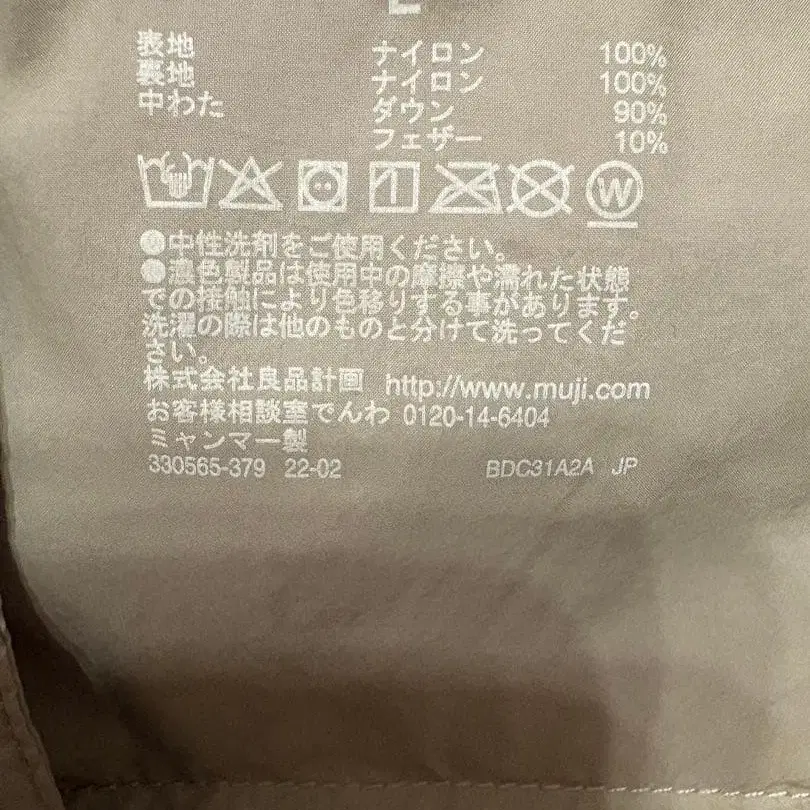 表地 ナイロン 100%
裏地 ナイロン 100%
中わた ダウン 90%
フェザー 10%
W
●中性洗剤をご使用ください。
●濃色製品は使用中の摩擦や濡れた状態
での接触により色移りする事があります。
洗濯の際は他のものと分けて洗ってくだ
さい。
株式会社良品計画 http://www.muji.com
お客様相談室でんわ 0120-14-6404
ミャンマー製
330565-379 22-02 BDC31A2A JP